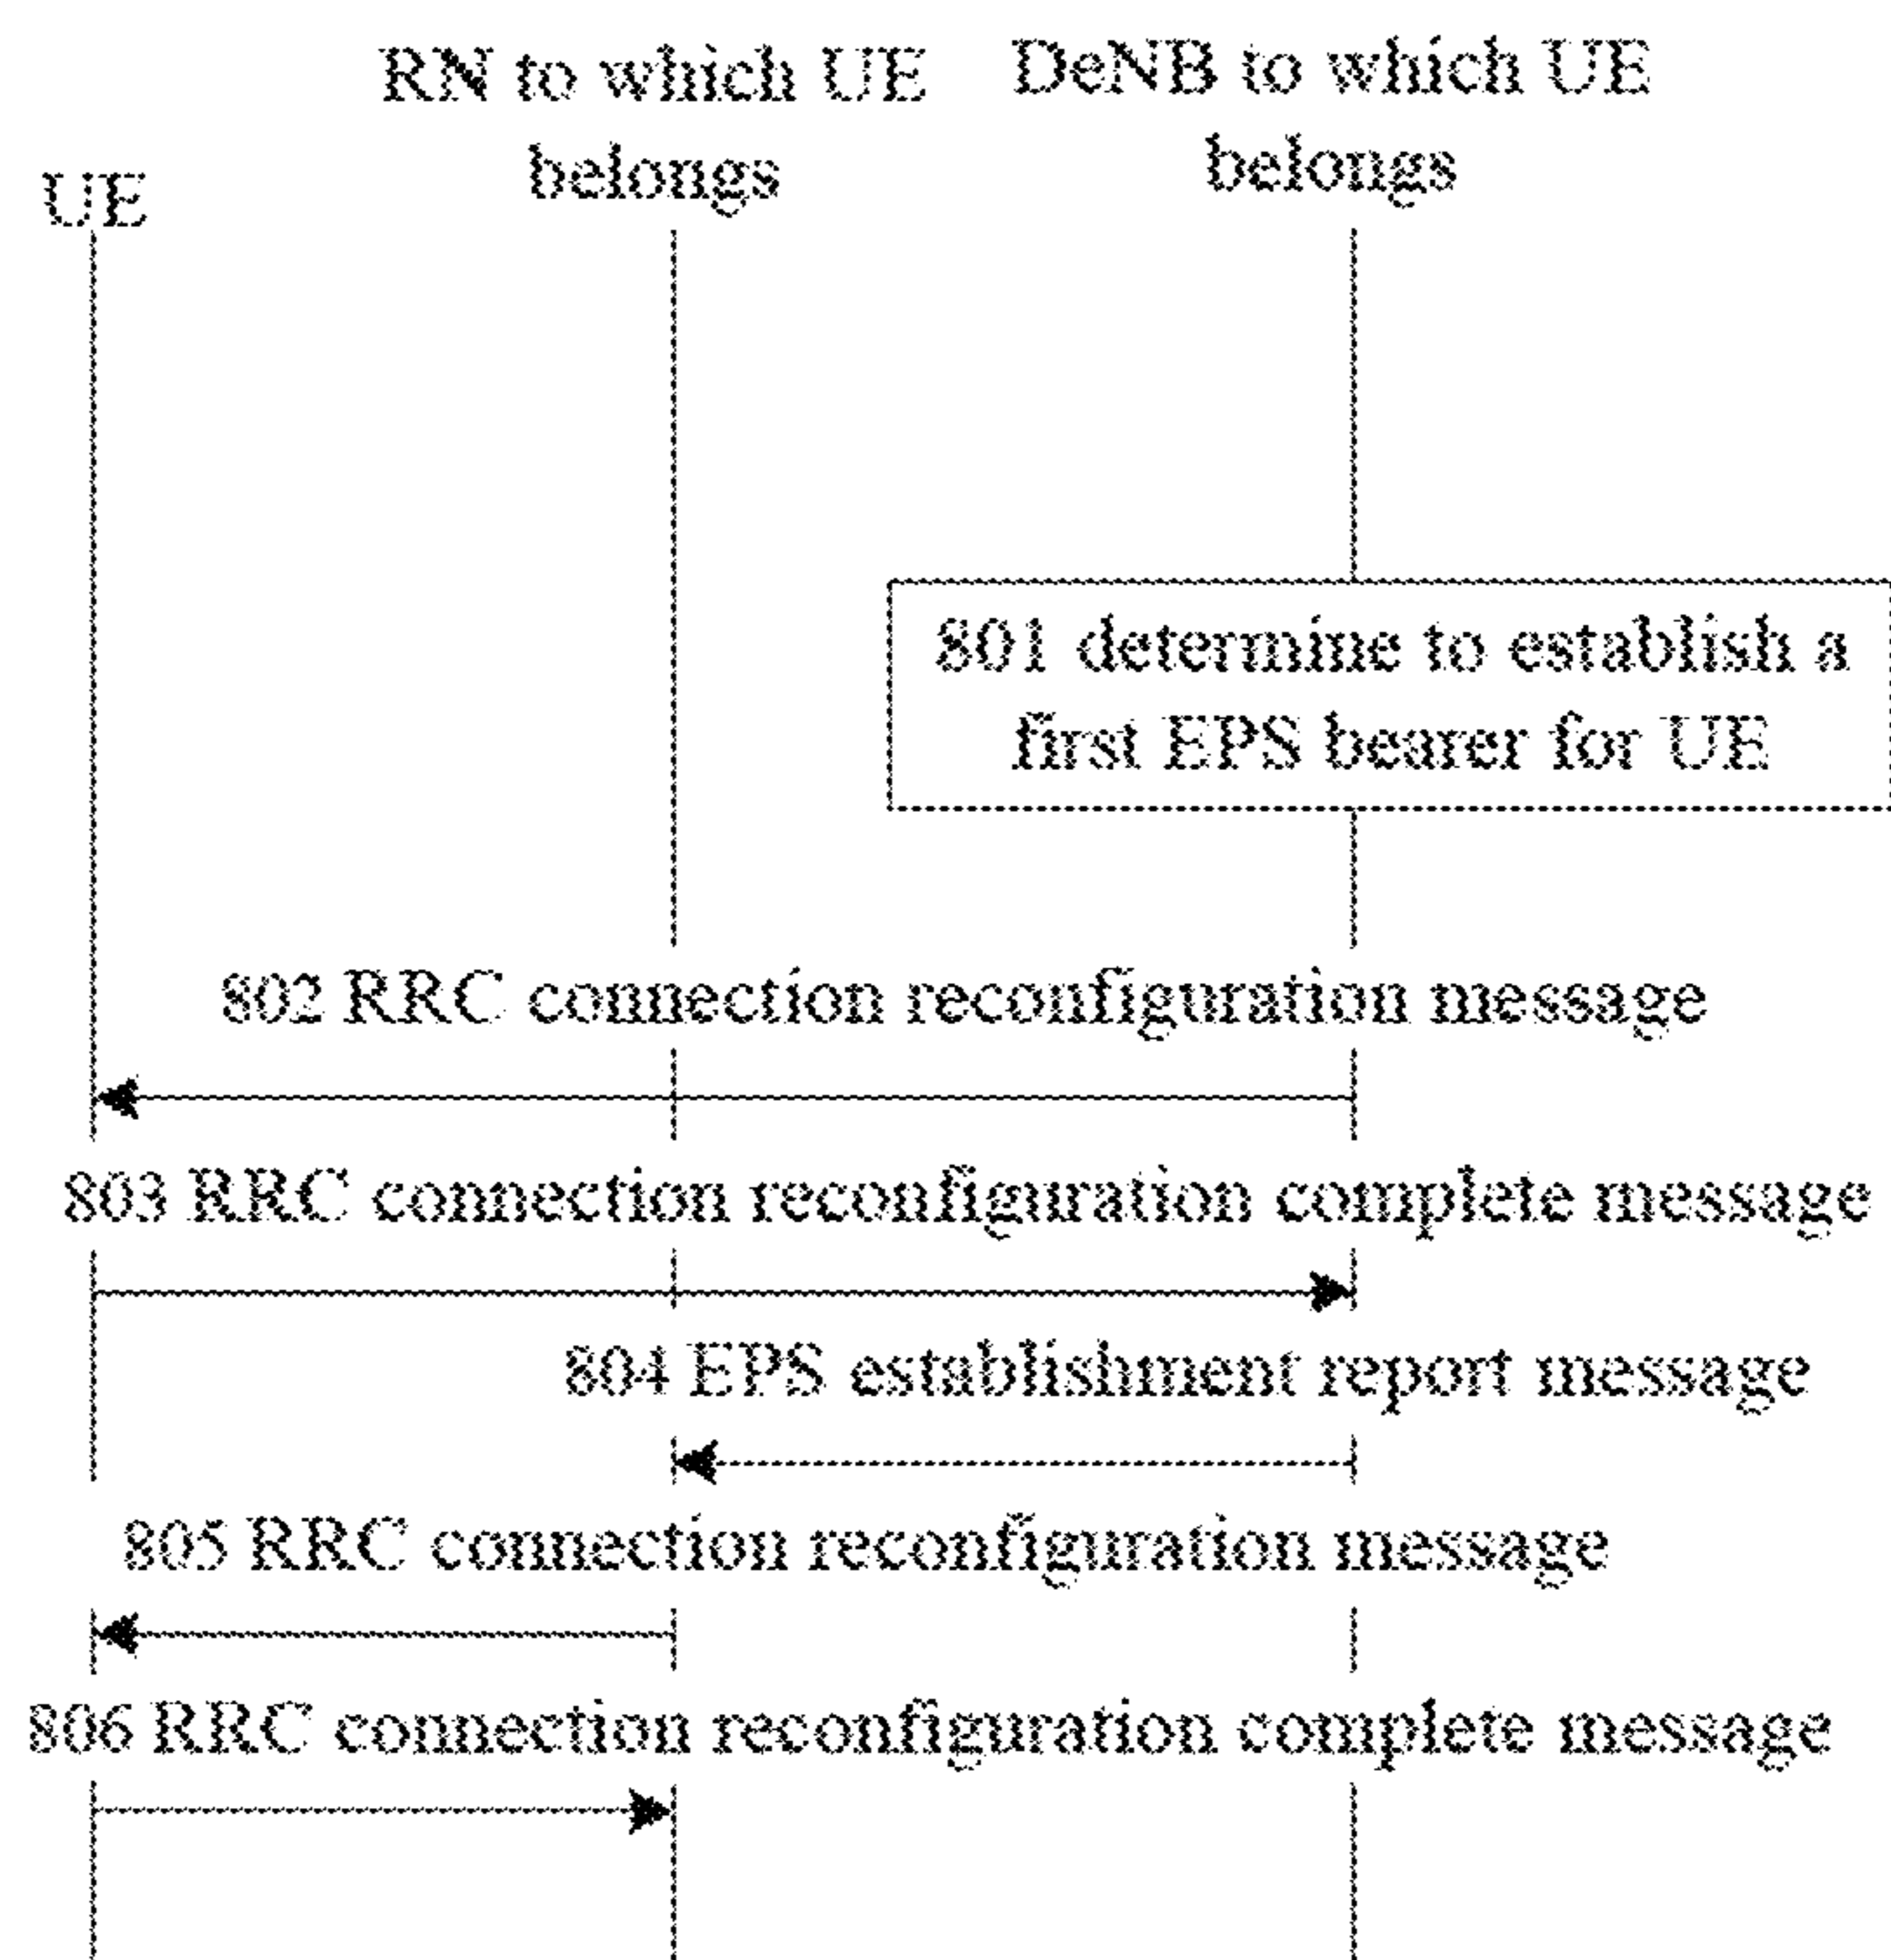 RN to which UE belongs
DeNB to which UE belongs
UE
801 determine to establish a
first EPS bearer for UE
802 RRC connection reconfiguration message
803 RRC connection reconfiguration complete message
804 EPS establishment report message
805 RRC connection reconfiguration message
806 RRC connection reconfiguration complete message